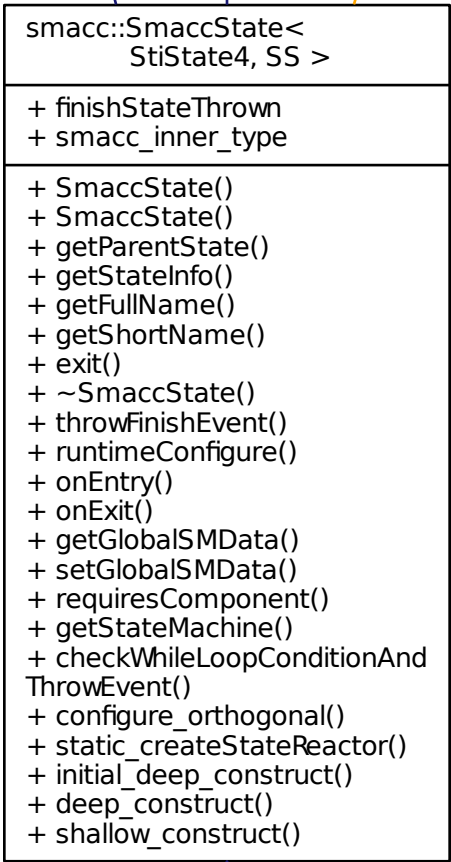 smacc::SmaccState<
StiState4, SS >
+ finishStateThrown
+ smacc_inner_type
+ SmaccState()
+ SmaccState()
+ getParentState()
+ getStateInfo()
+ getFullName()
+ getShortName()
+ exit()
+ ~SmaccState()
+ throwFinishEvent()
+ runtimeConfigure()
+ onEntry()
+ onExit()
+ getGlobalSMData()
+ setGlobalSMData()
+ requiresComponent()
+ getStateMachine()
+ checkWhileLoopConditionAnd
ThrowEvent()
+ configure_orthogonal()
+ static_createStateReactor()
+ initial_deep_construct()
+ deep_construct()
+ shallow_construct()